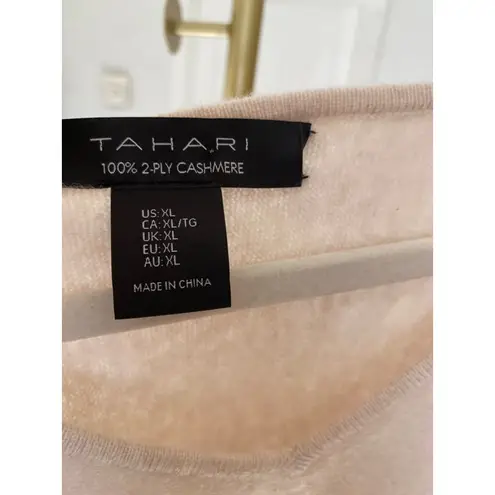 TAHARI
100% 2-PLY CASHMERE
US: XL
CA: XL/TG
UK: XL
EU: XL
AU: XL
MADE IN CHINA